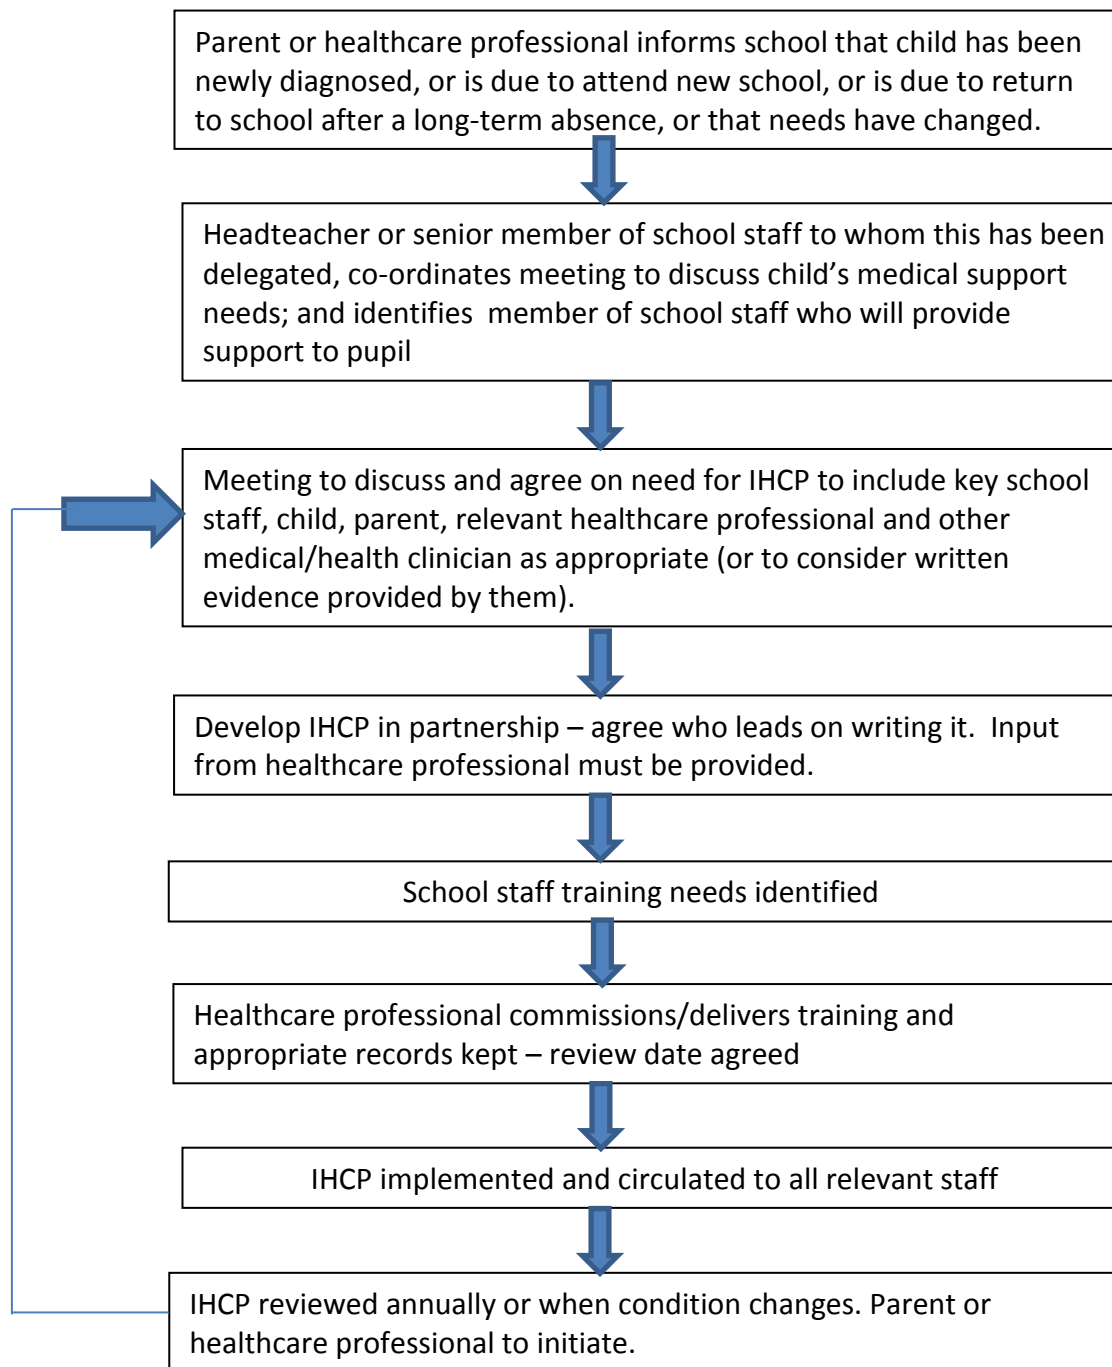 Parent or healthcare professional informs school that child has been
newly diagnosed, or is due to attend new school, or is due to return
to school after a long-term absence, or that needs have changed.
Headteacher or senior member of school staff to whom this has been
delegated, co-ordinates meeting to discuss child’s medical support
needs; and identifies  member of school staff who will provide
support to pupil
Meeting to discuss and agree on need for IHCP to include key school
staff, child, parent, relevant healthcare professional and other
medical/health clinician as appropriate (or to consider written
evidence provided by them).
Develop IHCP in partnership – agree who leads on writing it.  Input
from healthcare professional must be provided.
School staff training needs identified
Healthcare professional commissions/delivers training and
appropriate records kept – review date agreed
IHCP implemented and circulated to all relevant staff
IHCP reviewed annually or when condition changes. Parent or
healthcare professional to initiate.